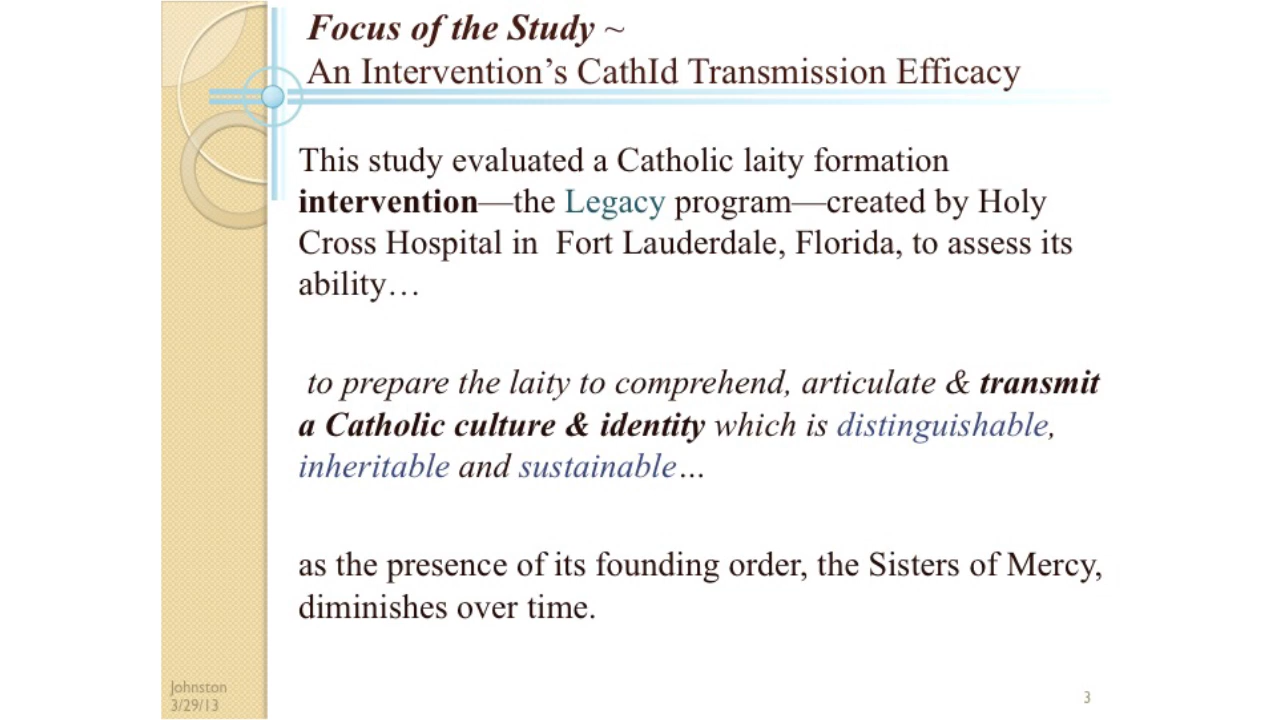 Focus of the Study ~
An Intervention’s CathId Transmission Efficacy
This study evaluated a Catholic laity formation
intervention—the Legacy program—created by Holy
Cross Hospital in  Fort Lauderdale, Florida, to assess its
ability…
to prepare the laity to comprehend, articulate & transmit
a Catholic culture & identity which is distinguishable,
inheritable and sustainable…
as the presence of its founding order, the Sisters of Mercy,
diminishes over time.
Johnston
3/29/13
3